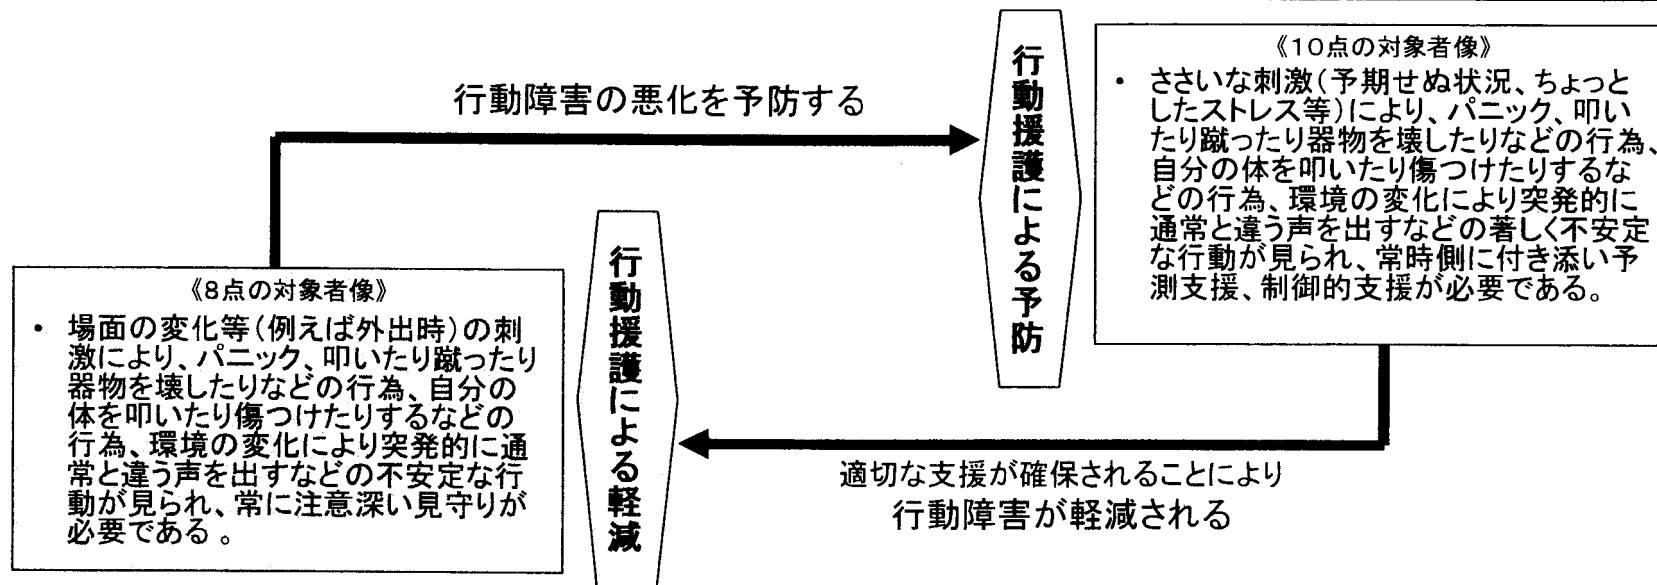 行動障害の悪化を予防する
行動援護による予防
《10点の対象者像》
・ ささいな刺激(予期せぬ状況、ちょっと
したストレス等)により、パニック、叩い
たり蹴ったり器物を壊したりなどの行為、
自分の体を叩いたり傷つけたりするな
どの行為、環境の変化により突発的に
通常と違う声を出すなどの著しく不安定
な行動が見られ、常時側に付き添い予
測支援、制御的支援が必要である。
《8点の対象者像》
・ 場面の変化等(例えば外出時)の刺
激により、パニック、叩いたり蹴ったり
器物を壊したりなどの行為、自分の
体を叩いたり傷つけたりするなどの
行為、環境の変化により突発的に通
常と違う声を出すなどの不安定な行
動が見られ、常に注意深い見守りが
必要である 。
行動援護による軽減
適切な支援が確保されることにより
行動障害が軽減される